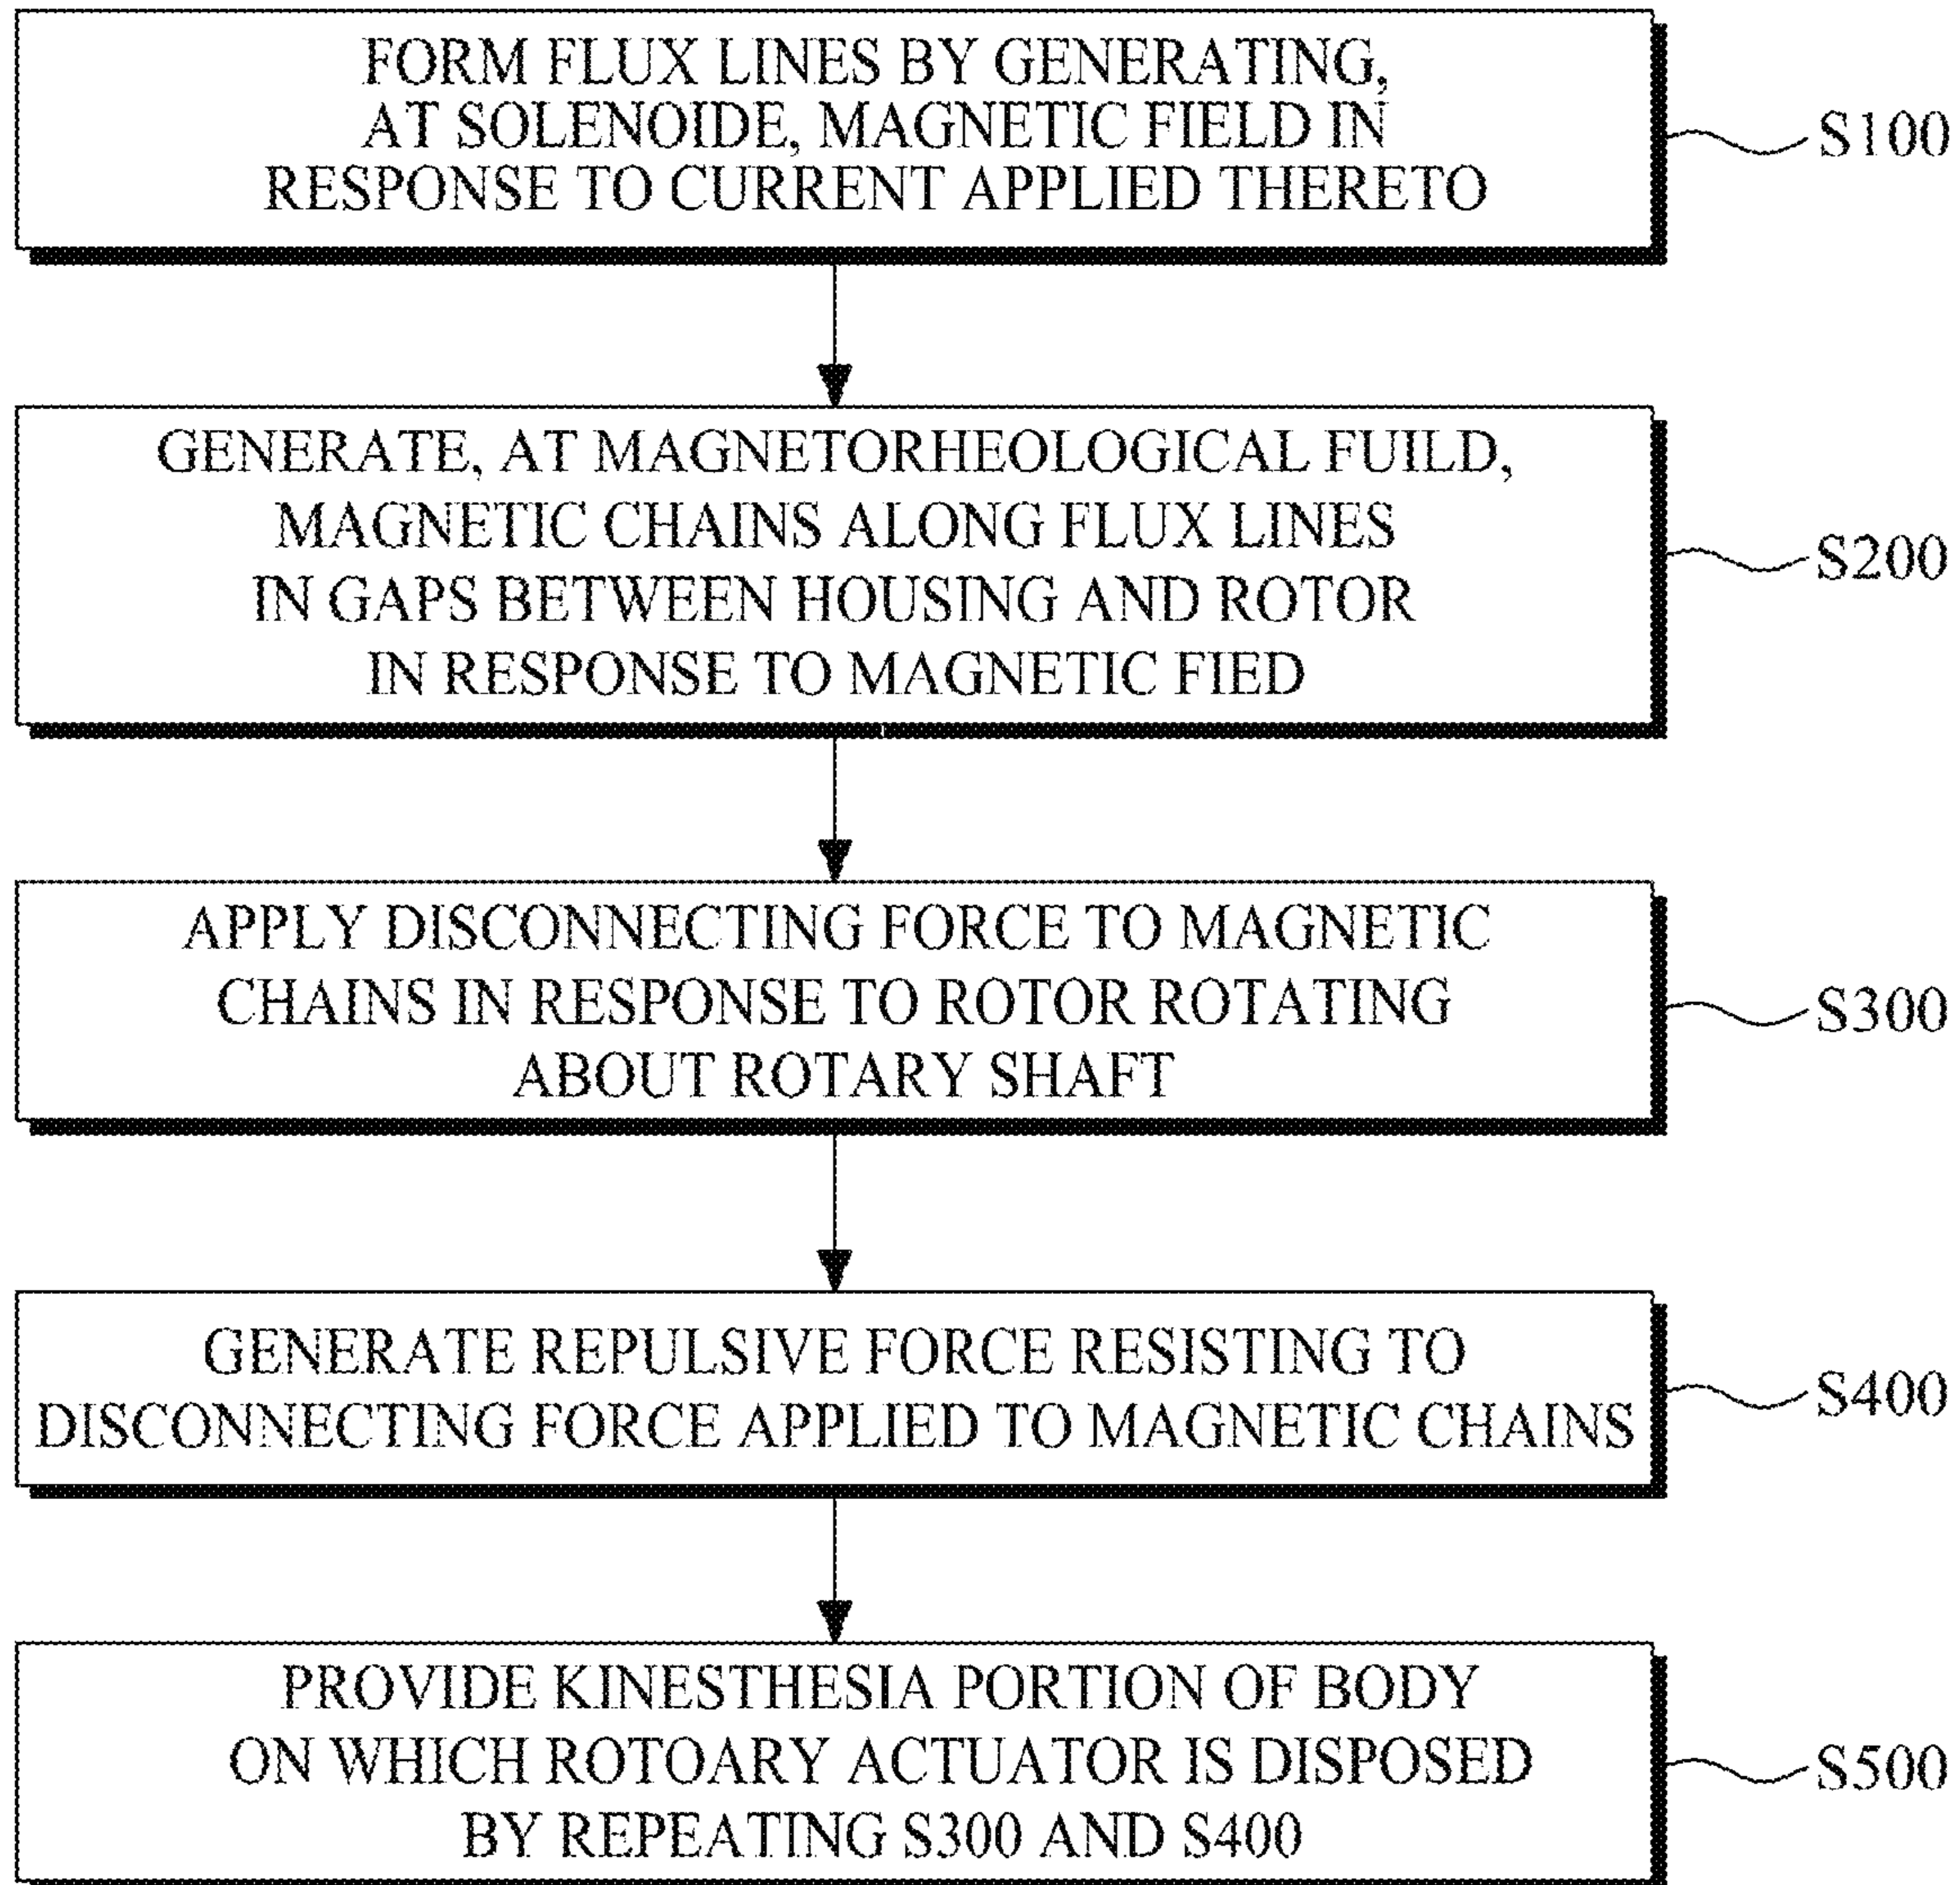 FORM FLUX LINES BY GENERATING,
AT SOLENOIDE, MAGNETIC FIELD IN
RESPONSE TO CURRENT APPLIED THERETO
S100
GENERATE, AT MAGNETORHEOLOGICAL FUILD,
MAGNETIC CHAINS ALONG FLUX LINES
IN GAPS BETWEEN HOUSING AND ROTOR
IN RESPONSE TO MAGNETIC FIED
S200
APPLY DISCONNECTING FORCE TO MAGNETIC
CHAINS IN RESPONSE TO ROTOR ROTATING
ABOUT ROTARY SHAFT
S300
GENERATE REPULSIVE FORCE RESISTING TO
DISCONNECTING FORCE APPLIED TO MAGNETIC CHAINS
S400
PROVIDE KINESTHESIA PORTION OF BODY
ON WHICH ROTOARY ACTUATOR IS DISPOSED
BY REPEATING S300 AND S400
S500